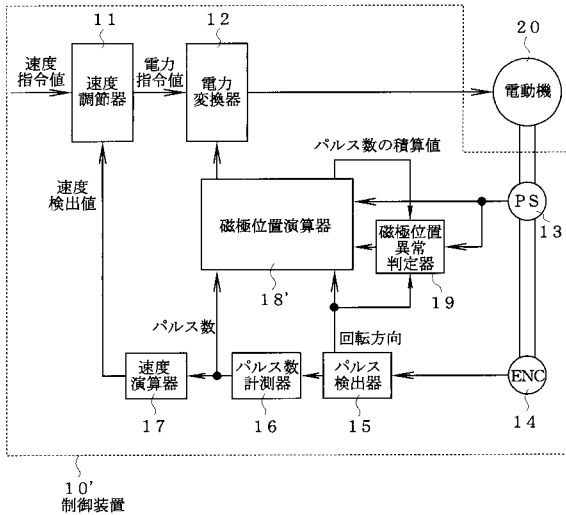 11
12
20
速度
指令値
速度
調節器
電力
指令値
電力
変換器
電動機
パルス数の積算値
速度
検出値
磁極位置演算器
18'
磁極位置
異常
判定器
19
PS
13
パルス数
回転方向
速度
演算器
17
パルス数
計測器
16
パルス
検出器
15
ENC
14
10'
制御装置